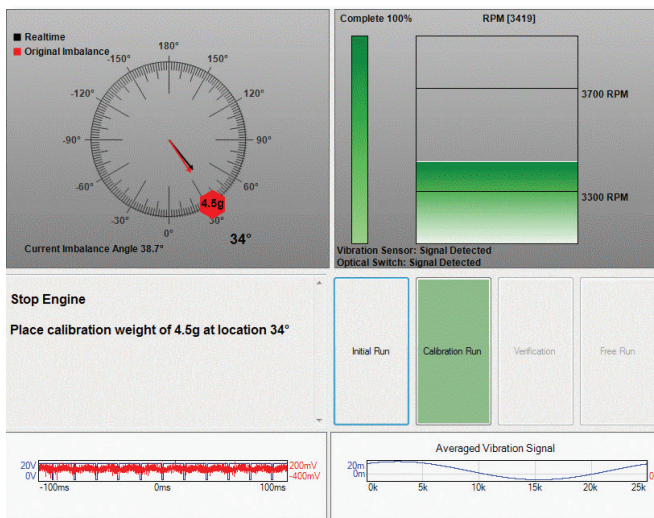 Realtime
Original Imbalance
180°
-150°
150°
-120°
120°
-90°
90°
-60°
60°
-30°
30°
0°
4.5g
34°
Current Imbalance Angle 38.7°
Complete 100%
RPM [3419]
3700 RPM
3300 RPM
Vibration Sensor: Signal Detected
Optical Switch: Signal Detected
Stop Engine
Place calibration weight of 4.5g at location 34°
Initial Run
Calibration Run
Verification
Free Run
20V
0V
200mV
-400mV
-100ms
0ms
100ms
Averaged Vibration Signal
20m
0m
0k
5k
10k
15k
20k
25k
0